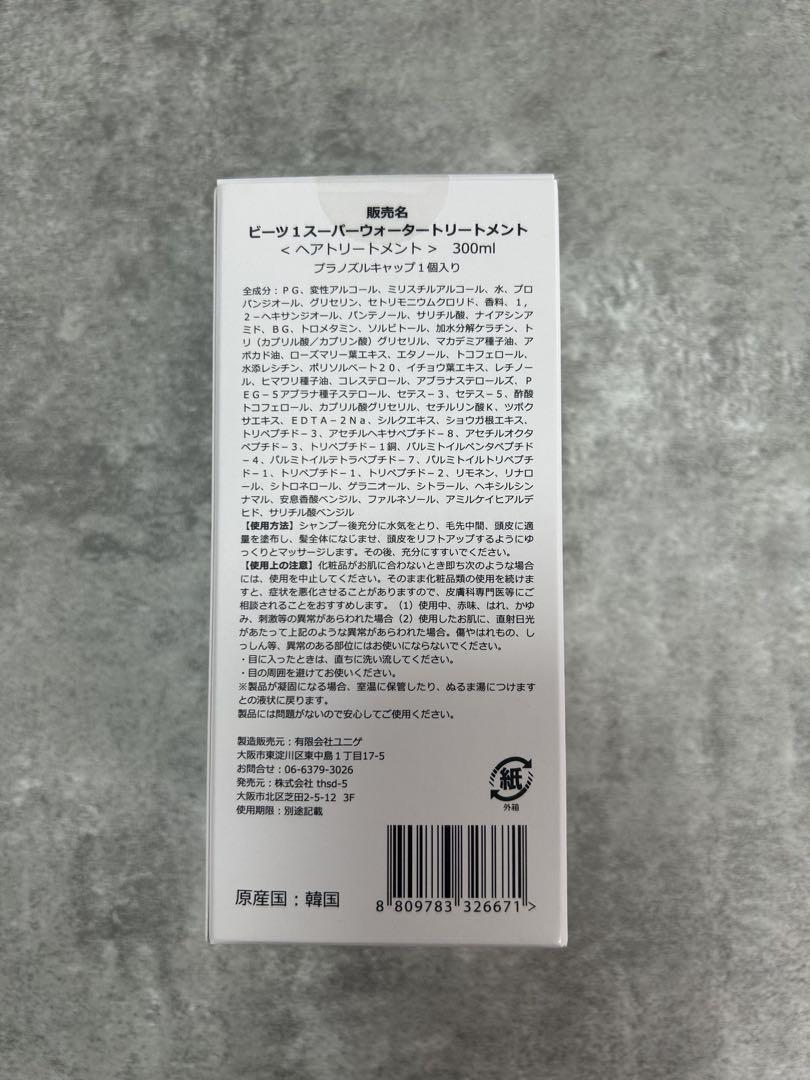 販売名
ビーツ1スーパーウォータートリートメント
< ヘアトリートメント > 300ml
プラノズルキャップ1個入り
全成分：ＰＧ、変性アルコール、ミリスチルアルコール、水、プロ
パンジオール、グリセリン、セトリモニウムクロリド、香料、１，
２－ヘキサンジオール、パンテノール、サリチル酸、ナイアシンア
ミド、ＢＧ、トロメタミン、ソルビトール、加水分解ケラチン、ト
リ（カプリル酸／カプリン酸）グリセリル、マカデミア種子油、ア
ボカド油、ローズマリー葉エキス、エタノール、トコフェロール、
水添レシチン、ポリソルベート２０、イチョウ葉エキス、レチノー
ル、ヒマワリ種子油、コレステロール、アブラナステロールズ、Ｐ
ＥＧ－５アブラナ種子ステロール、セテス－３、セテス－５、酢酸
トコフェロール、カプリル酸グリセリル、セチルリン酸Ｋ、ツボク
サエキス、ＥＤＴＡ－２Ｎａ、シルクエキス、ショウガ根エキス、
トリペプチド－３、アセチルヘキサペプチド－８、アセチルオクタ
ペプチド－３、トリペプチド－１銅、パルミトイルペンタペプチド
－４、パルミトイルテトラペプチド－７、パルミトイルトリペプチ
ド－１、トリペプチド－１、トリペプチド－２、リモネン、リナロ
ール、シトロネロール、ゲラニオール、シトラール、ヘキシルシン
ナマル、安息香酸ベンジル、ファルネソール、アミルケイヒアルデ
ヒド、サリチル酸ベンジル
【使用方法】シャンプー後充分に水気をとり、毛先中間、頭皮に適
量を塗布し、髪全体になじませ、頭皮をリフトアップするようにゆ
っくりとマッサージします。その後、充分にすすいでください。
【使用上の注意】化粧品がお肌に合わないとき即ち次のような場合
には、使用を中止してください。そのまま化粧品類の使用を続けま
すと、症状を悪化させることがありますので、皮膚科専門医等にご
相談されることをおすすめします。（1）使用中、赤味、はれ、かゆ
み、刺激等の異常があらわれた場合（2）使用したお肌に、直射日光
があたって上記のような異常があらわれた場合。傷やはれもの、し
っしん等、異常のある部位にはお使いにならないでください。
・目に入ったときは、直ちに洗い流してください。
・目の周囲を避けてお使いください。
※製品が凝固になる場合、室温に保管したり、ぬるま湯につけます
との液状に戻ります。
製品には問題がないので安心してご使用ください。
製造販売元：有限会社ユニゲ
大阪市東淀川区東中島１丁目17-5
お問合せ：06-6379-3026
発売元：株式会社 thsd-5
大阪市北区芝田2-5-12 3F
使用期限：別途記載
紙
外箱
原産国：韓国
8 809783 326671 >